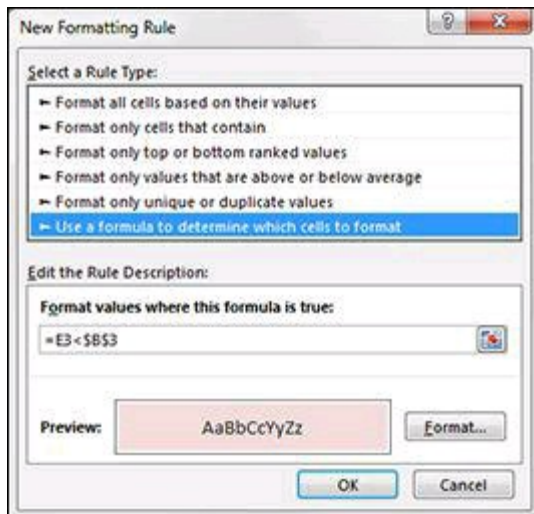 New Formatting Rule
Select a Rule Type:
► Format all cells based on their values
► Format only cells that contain
► Format only top or bottom ranked values
► Format only values that are above or below average
► Format only unique or duplicate values
► Use a formula to determine which cells to format
Edit the Rule Description:
Format values where this formula is true:
=E3<$B$3
Preview: AaBbCcYyZz Format...
OK Cancel